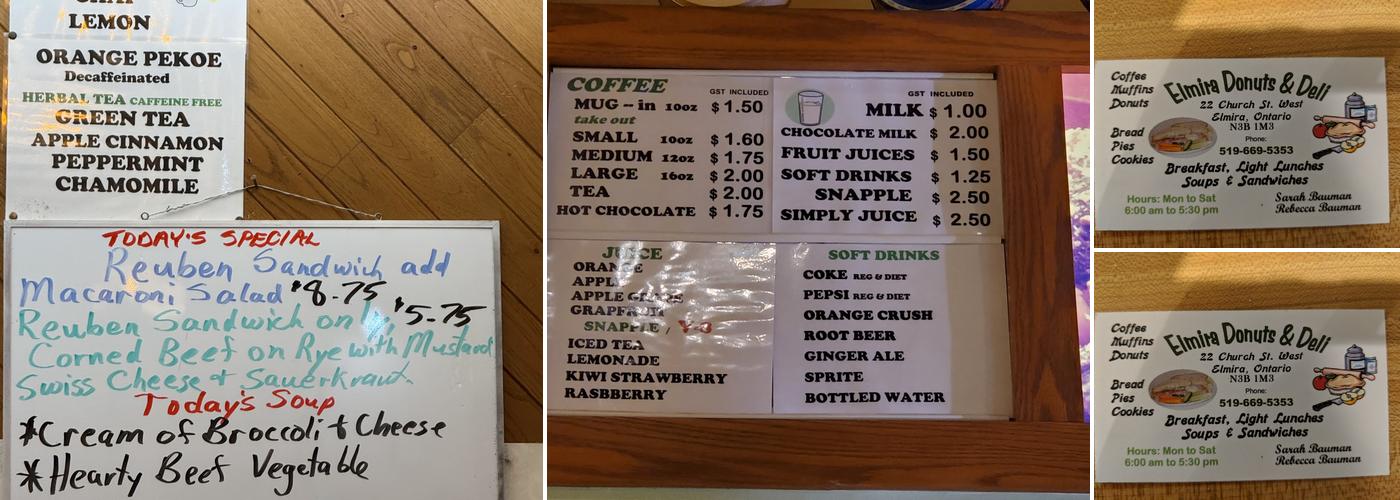 LEMON
ORANGE PEKOE
Decaffeinated
HERBAL TEA CAFFEINE FREE
GREEN TEA
APPLE CINNAMON
PEPPERMINT
CHAMOMILE
TODAY'S SPECIAL
Reuben Sandwich add
Macaroni Salad $8.75
Reuben Sandwich only $5.75
Corned Beef on Rye with Mustard
Swiss Cheese & Sauerkraut
Today's Soup
*Cream of Broccoli & Cheese
*Hearty Beef Vegetable
COFFEE GST INCLUDED
MUG - in 10oz $1.50
take out
SMALL 10oz $1.60
MEDIUM 12oz $1.75
LARGE 16oz $2.00
TEA $2.00
HOT CHOCOLATE $1.75
GST INCLUDED
MILK $1.00
CHOCOLATE MILK $2.00
FRUIT JUICES $1.50
SOFT DRINKS $1.25
SNAPPLE $2.50
SIMPLY JUICE $2.50
JUICE
ORANGE
APPLE
APPLE GRAPE
GRAPFRUIT
SNAPPLE / V-8
ICED TEA
LEMONADE
KIWI STRAWBERRY
RASBBERRY
SOFT DRINKS
COKE REG & DIET
PEPSI REG & DIET
ORANGE CRUSH
ROOT BEER
GINGER ALE
SPRITE
BOTTLED WATER
Coffee
Muffins
Donuts
Bread
Pies
Cookies
Elmira Donuts & Deli
22 Church St. West
Elmira, Ontario
N3B 1M3
Phone:
519-669-5353
Breakfast, Light Lunches
Soups & Sandwiches
Hours: Mon to Sat
6:00 am to 5:30 pm
Sarah Bauman
Rebecca Bauman
Coffee
Muffins
Donuts
Bread
Pies
Cookies
Elmira Donuts & Deli
22 Church St. West
Elmira, Ontario
N3B 1M3
Phone:
519-669-5353
Breakfast, Light Lunches
Soups & Sandwiches
Hours: Mon to Sat
6:00 am to 5:30 pm
Sarah Bauman
Rebecca Bauman